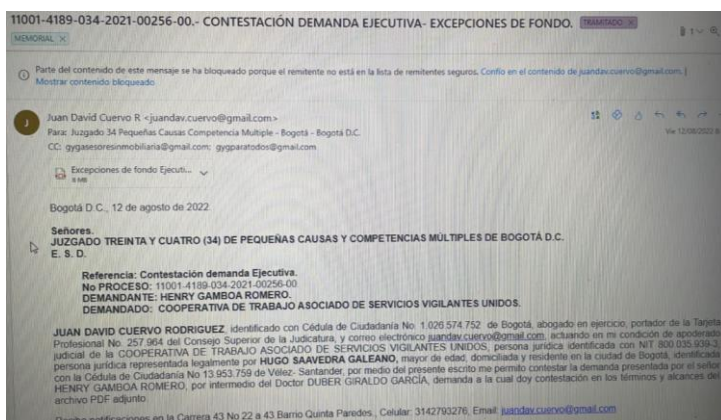 11001-4189-034-2021-00256-00.- CONTESTACIÓN DEMANDA EJECUTIVA- EXCEPCIONES DE FONDO. TRAMITADO ×
MEMORIAL ×
1
Parte del contenido de este mensaje se ha bloqueado porque el remitente no está en la lista de remitentes seguros. Confío en el contenido de juandav.cuervo@gmail.com. |
Mostrar contenido bloqueado
J
Juan David Cuervo R <juandav.cuervo@gmail.com>
Para: Juzgado 34 Pequeñas Causas Competencia Multiple - Bogotá - Bogotá D.C.
Vie 12/08/2022
CC: gygasesoresinmobiliaria@gmail.com; gygparatodos@gmail.com
Excepciones de fondo Ejecuti...
8 MB
Bogotá D.C., 12 de agosto de 2022.
Señores.
JUZGADO TREINTA Y CUATRO (34) DE PEQUEÑAS CAUSAS Y COMPETENCIAS MÚLTIPLES DE BOGOTÁ D.C.
E. S. D.
Referencia: Contestación demanda Ejecutiva.
No PROCESO: 11001-4189-034-2021-00256-00
DEMANDANTE: HENRY GAMBOA ROMERO.
DEMANDADO: COOPERATIVA DE TRABAJO ASOCIADO DE SERVICIOS VIGILANTES UNIDOS.
JUAN DAVID CUERVO RODRIGUEZ, identificado con Cédula de Ciudadanía No. 1.026.574.752 de Bogotá, abogado en ejercicio, portador de la Tarjeta
Profesional No. 257.964 del Consejo Superior de la Judicatura, y correo electrónico juandav.cuervo@gmail.com, actuando en mi condición de apoderado
judicial de la COOPERATIVA DE TRABAJO ASOCIADO DE SERVICIOS VIGILANTES UNIDOS, persona jurídica identificada con NIT 800.035.939-3,
persona jurídica representada legalmente por HUGO SAAVEDRA GALEANO, mayor de edad, domiciliada y residente en la ciudad de Bogotá, identificada
con la Cédula de Ciudadanía No 13.953.759 de Vélez- Santander, por medio del presente escrito me permito contestar la demanda presentada por el señor
HENRY GAMBOA ROMERO, por intermedio del Doctor DUBER GIRALDO GARCÍA, demanda a la cual doy contestación en los términos y alcances del
archivo PDF adjunto.
notificaciones en la Carrera 43 No 22 a 43 Barrio Quinta Paredes., Celular: 3142793276, Email: juandav.cuervo@gmail.com